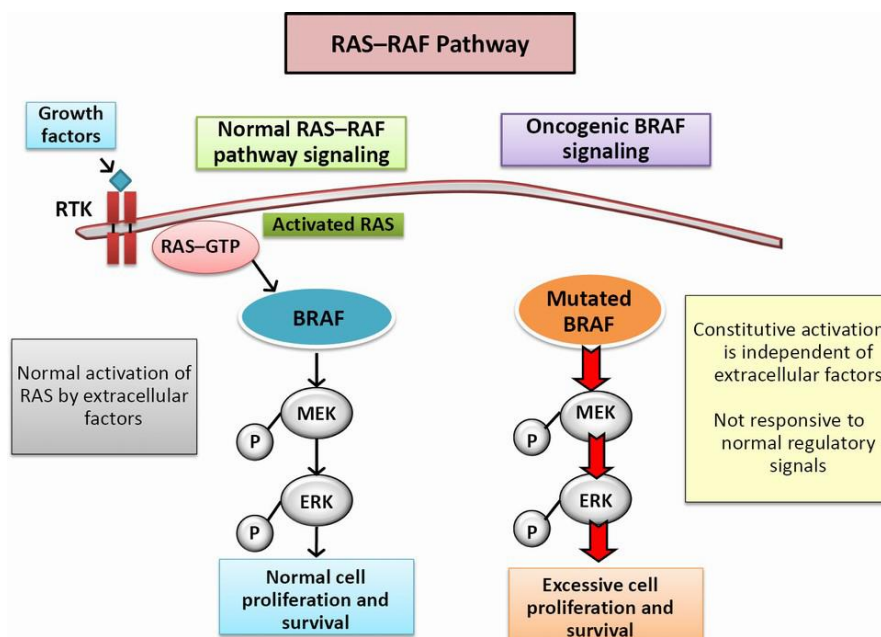 RAS–RAF Pathway
Growth
factors
Normal RAS–RAF
pathway signaling
Oncogenic BRAF
signaling
RTK
Activated RAS
RAS–GTP
BRAF
Mutated
BRAF
Normal activation of
RAS by extracellular
factors
Constitutive activation
is independent of
extracellular factors
Not responsive to
normal regulatory
signals
MEK
P
ERK
P
Normal cell
proliferation and
survival
MEK
P
ERK
P
Excessive cell
proliferation and
survival